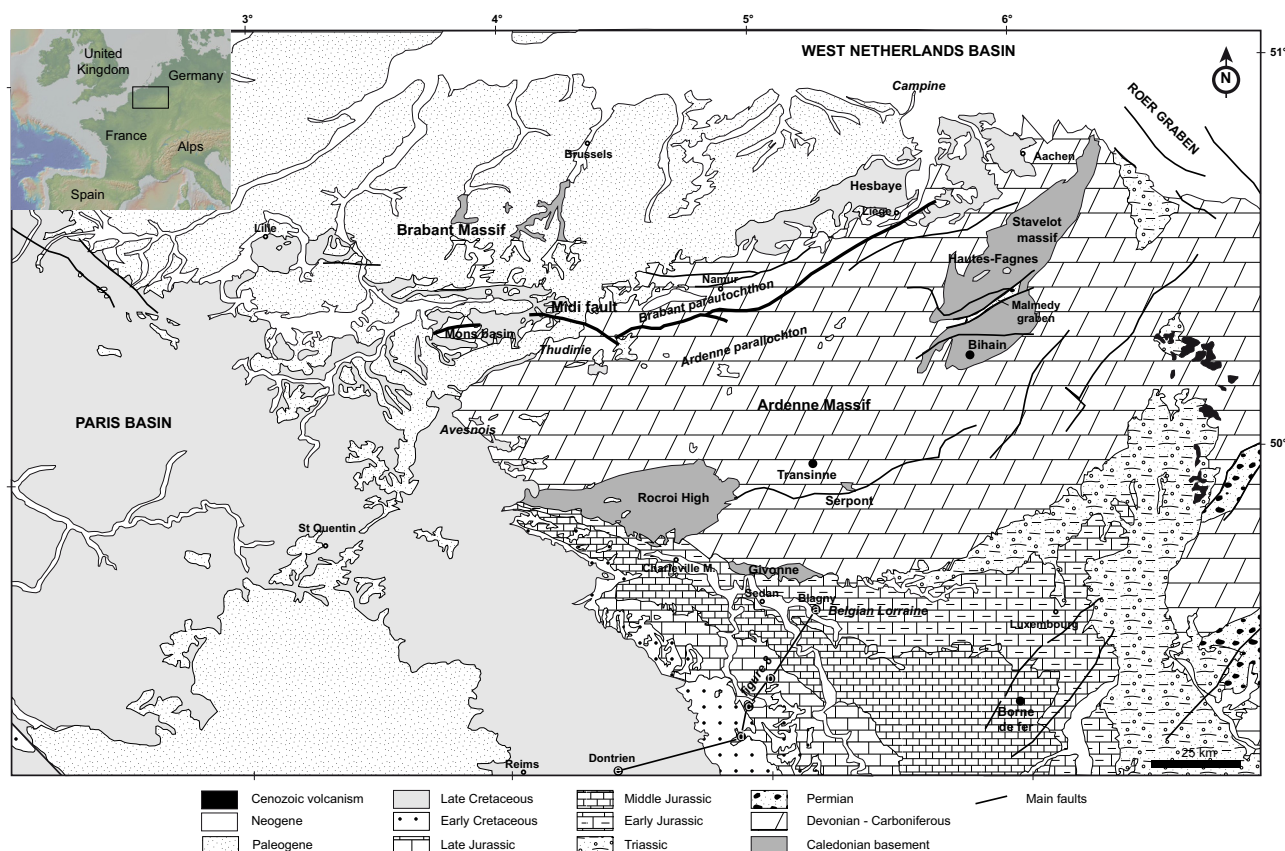 3°
4°
5°
6°
United
Kingdom
Germany
France
Alps
Spain
WEST NETHERLANDS BASIN
51°
N
Campine
ROER GRABEN
Brussels
Aachen
Hesbaye
Liège
Lille
Brabant Massif
Stavelot
massif
Hautes-Fagnes
Namur
Brabant parautochthon
Midi fault
Malmedy
graben
Mons basin
Thudinie
Ardenne parallochton
Bihain
Ardenne Massif
PARIS BASIN
Avesnois
50°
Transinne
Serpont
Rocroi High
St Quentin
Charleville M.
Givonne
Sedan
Blagny
Belgian Lorraine
Luxembourg
figure 8
Borne
de fer
25 km
Dontrien
Reims
Cenozoic volcanism
Late Cretaceous
Middle Jurassic
Permian
Main faults
Neogene
Early Cretaceous
Early Jurassic
Devonian - Carboniferous
Paleogene
Late Jurassic
Triassic
Caledonian basement